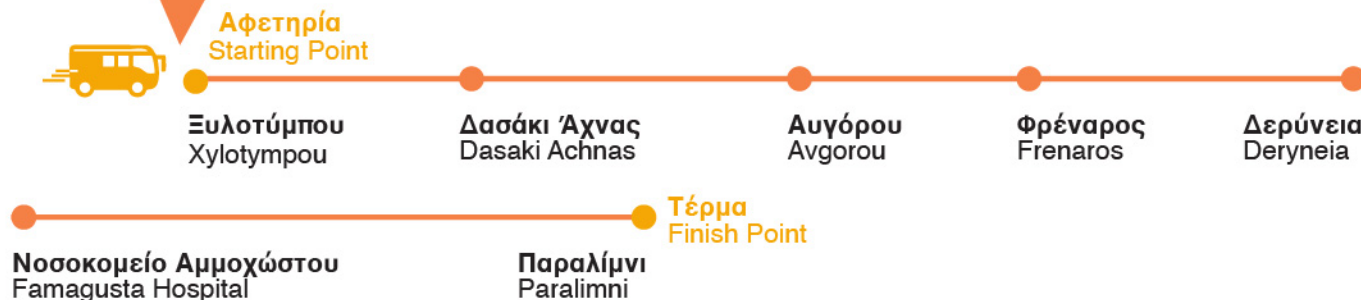 Αφετηρία
Starting Point
Ξυλοτύμπου
Xylotympou
Δασάκι Άχνας
Dasaki Achnas
Αυγόρου
Avgorou
Φρέναρος
Frenaros
Δερύνεια
Deryneia
Τέρμα
Finish Point
Νοσοκομείο Αμμοχώστου
Famagusta Hospital
Παραλίμνι
Paralimni